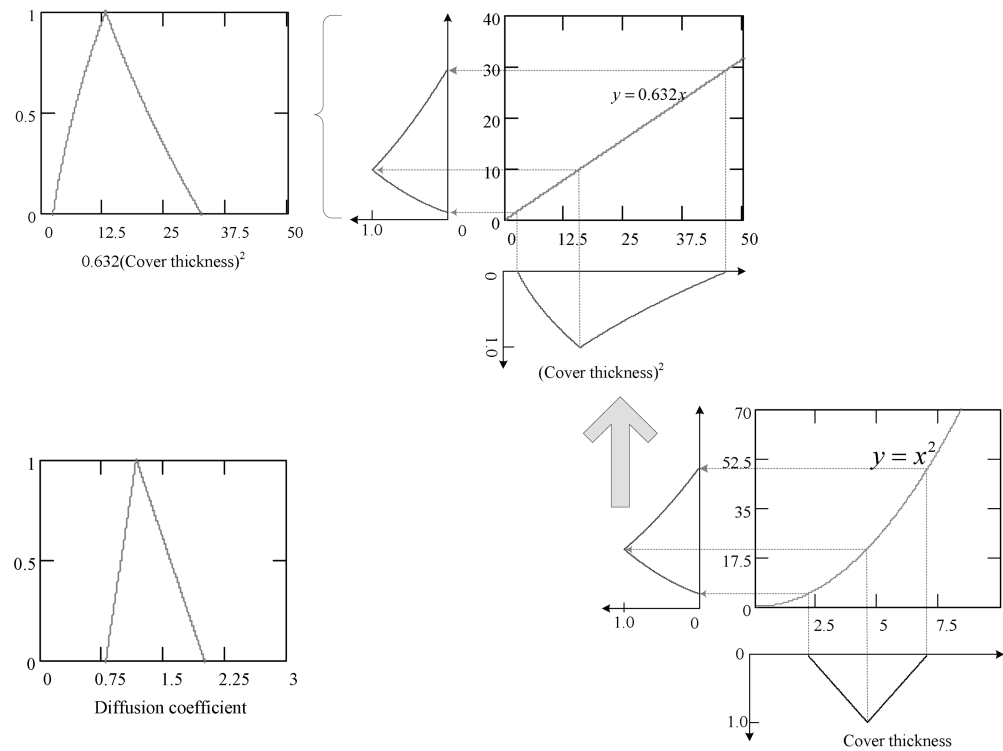 1
0.5
0
0 12.5 25 37.5 50
0.632(Cover thickness)²
1.0 0
40
30
20
10
0
y = 0.632x
0 12.5 25 37.5 50
0
1.0
(Cover thickness)²
1
0.5
0
0 0.75 1.5 2.25 3
Diffusion coefficient
1.0 0
70
52.5
35
17.5
0
y = x²
2.5 5 7.5
0
1.0
Cover thickness